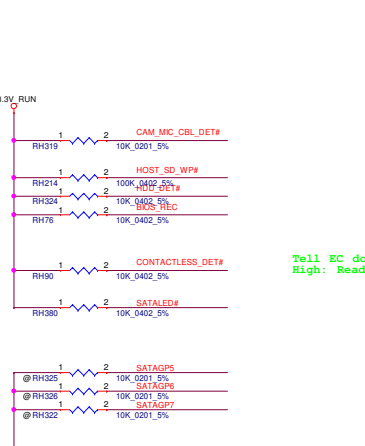 .3V_RUN
1 2 CAM_MIC_CBL_DET#
RH319 10K_0201_5%
1 2 HOST_SD_WP#
RH214 100K_0402_5%
1 2 HDD_DET#
RH324 10K_0402_5%
1 2 BIOS_REC
RH76 10K_0402_5%
1 2 CONTACTLESS_DET#
RH90 10K_0402_5%
Tell EC do
High: Read
1 2 SATALED#
RH380 10K_0402_5%
1 2 SATAGP5
@ RH325 10K_0201_5%
1 2 SATAGP6
@ RH326 10K_0201_5%
1 2 SATAGP7
@ RH322 10K_0201_5%